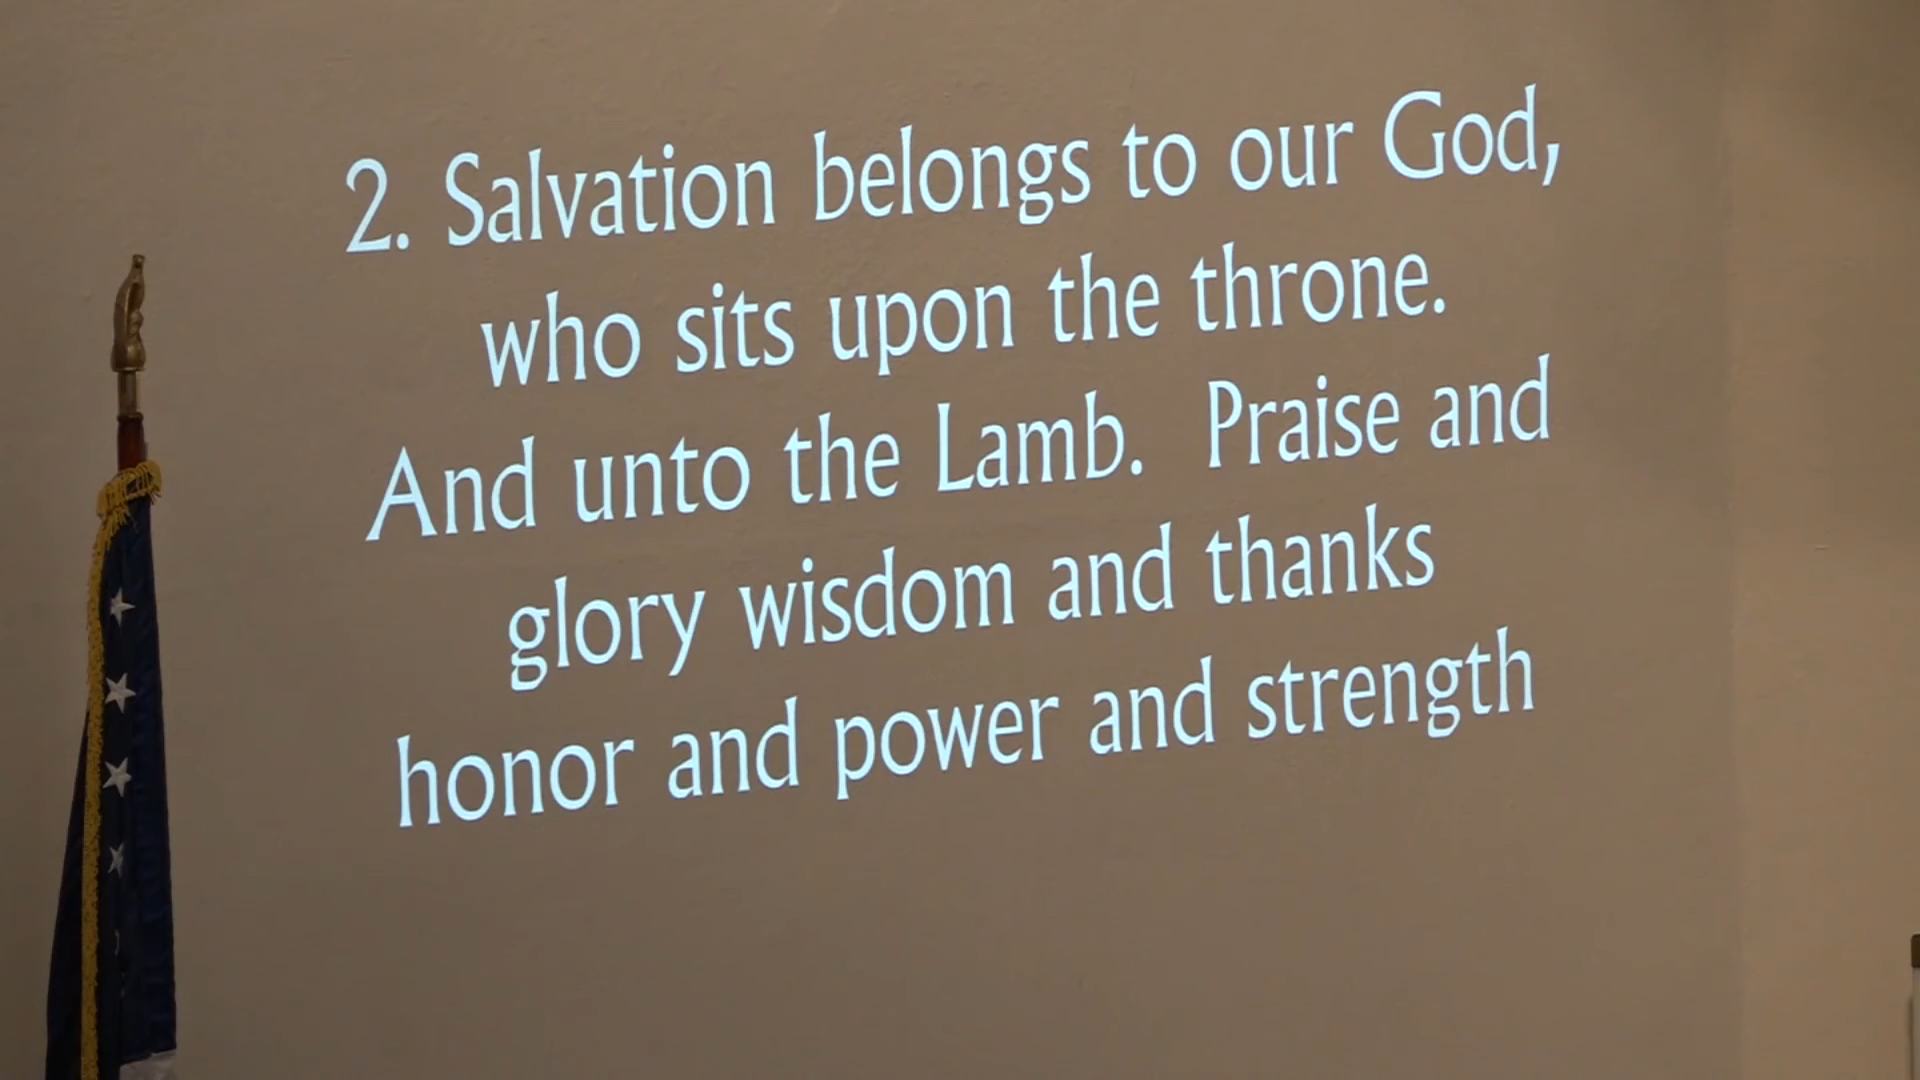 2. Salvation belongs to our God,
who sits upon the throne.
And unto the Lamb.  Praise and
glory wisdom and thanks
honor and power and strength